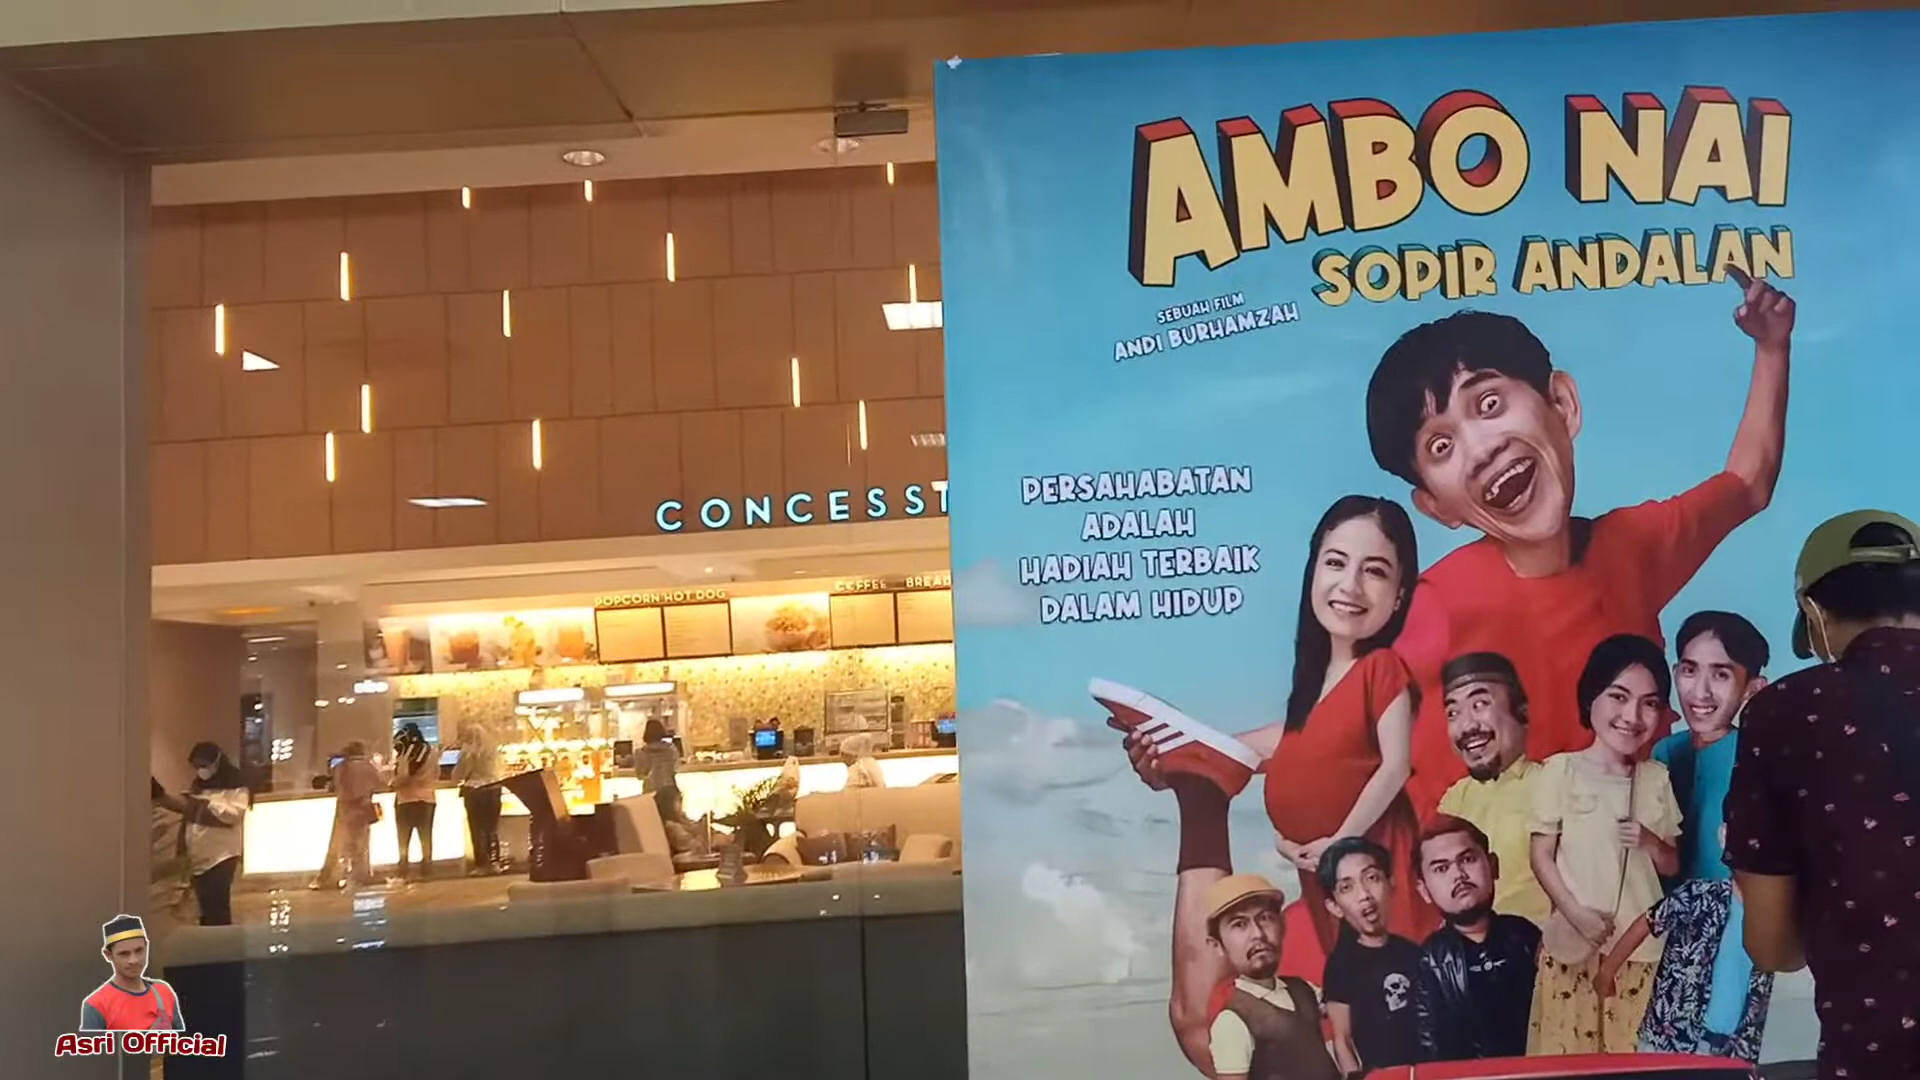 AMBO NAI
SOPIR ANDALAN
SEBUAH FILM
ANDI BURHAMZAH
PERSAHABATAN
ADALAH
HADIAH TERBAIK
DALAM HIDUP
CONCESSI
POPCORN HOT DOG
COFFEE BREAD
Asri Official